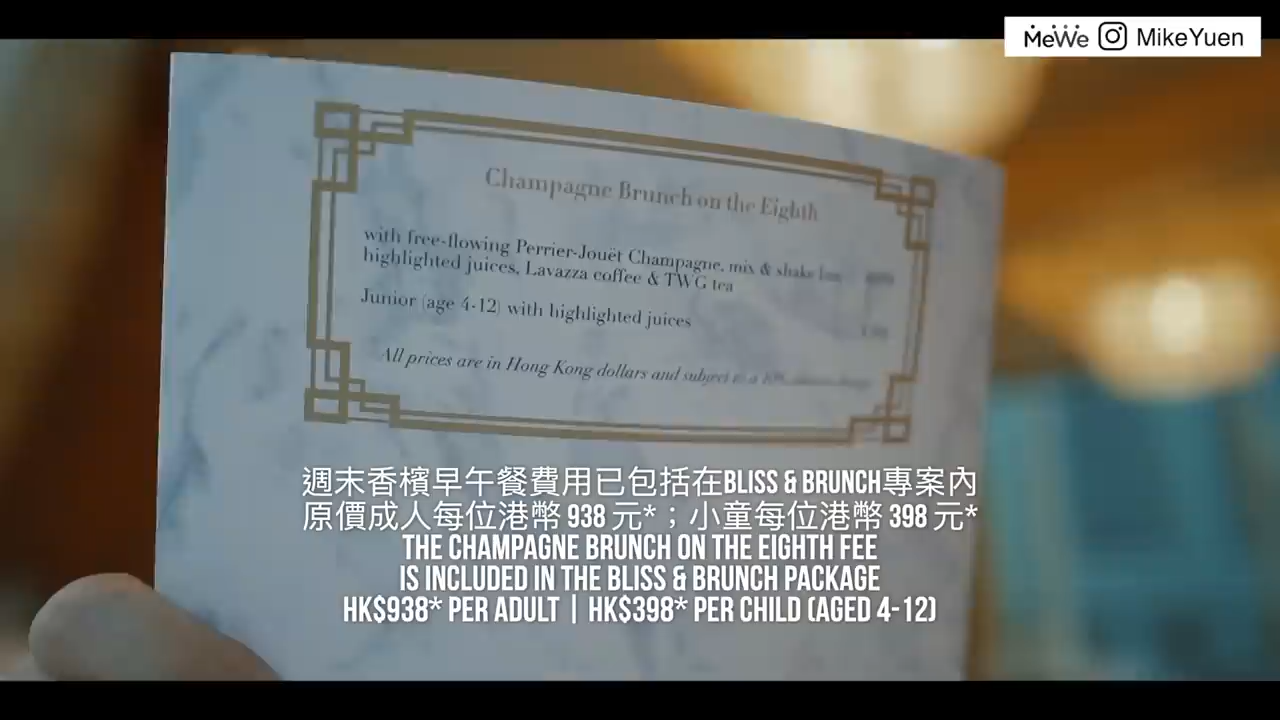 MeWe MikeYuen
Champagne Brunch on the Eighth
with free-flowing Perrier-Jouët Champagne, mix & shake
highlighted juices, Lavazza coffee & TWG tea
Junior (age 4-12) with highlighted juices
All prices are in Hong Kong dollars and subject to a 10%
週末香檳早午餐費用已包括在BLISS & BRUNCH專案內
原價成人每位港幣 938 元*；小童每位港幣 398 元*
THE CHAMPAGNE BRUNCH ON THE EIGHTH FEE
IS INCLUDED IN THE BLISS & BRUNCH PACKAGE
HK$938* PER ADULT | HK$398* PER CHILD (AGED 4-12)